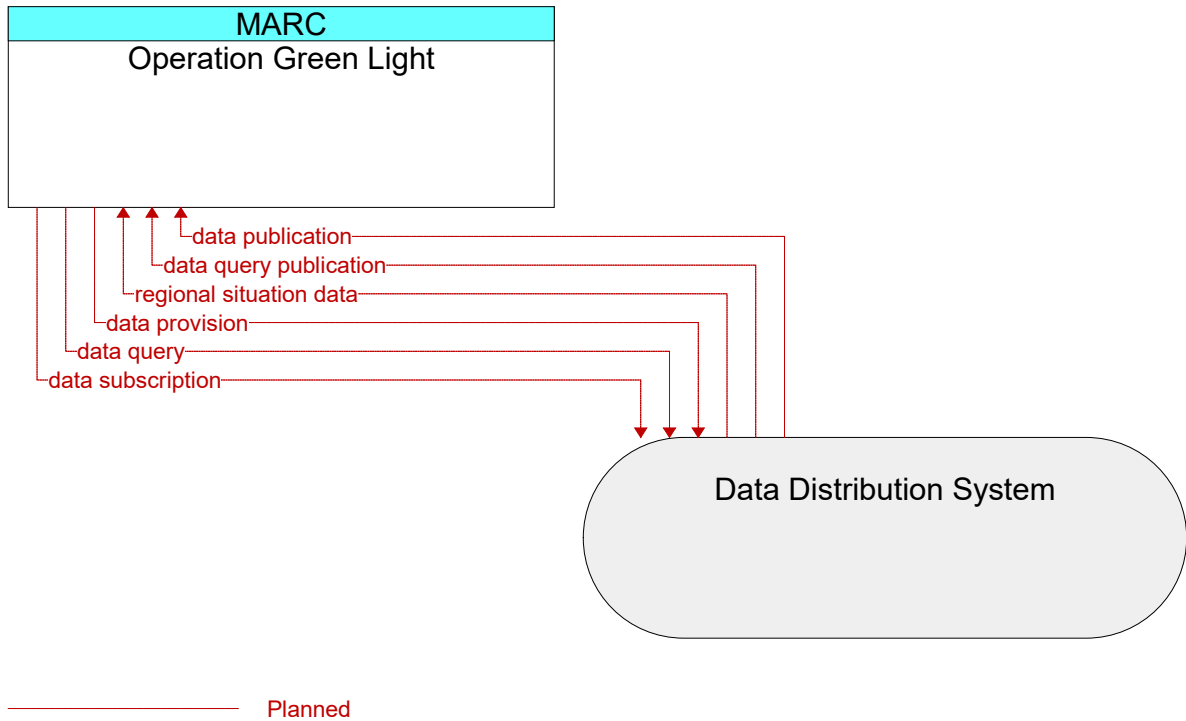 MARC
Operation Green Light
data publication
data query publication
regional situation data
data provision
data query
data subscription
Data Distribution System
Planned